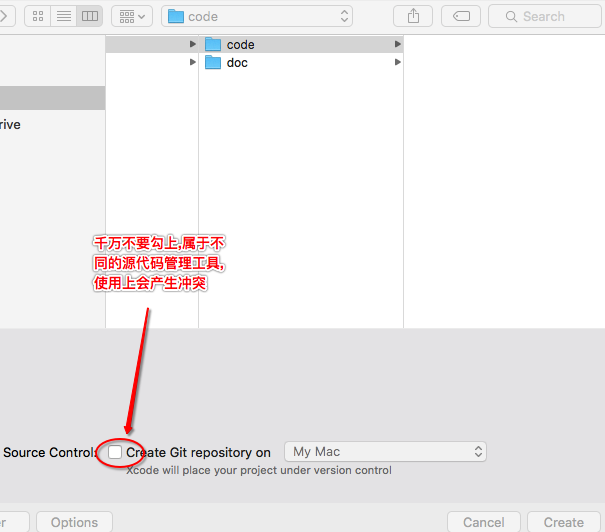 code
Search
code
doc
rive
千万不要勾上,属于不
同的源代码管理工具,
使用上会产生冲突
Source Control: Create Git repository on My Mac
Xcode will place your project under version control
er Options Cancel Create